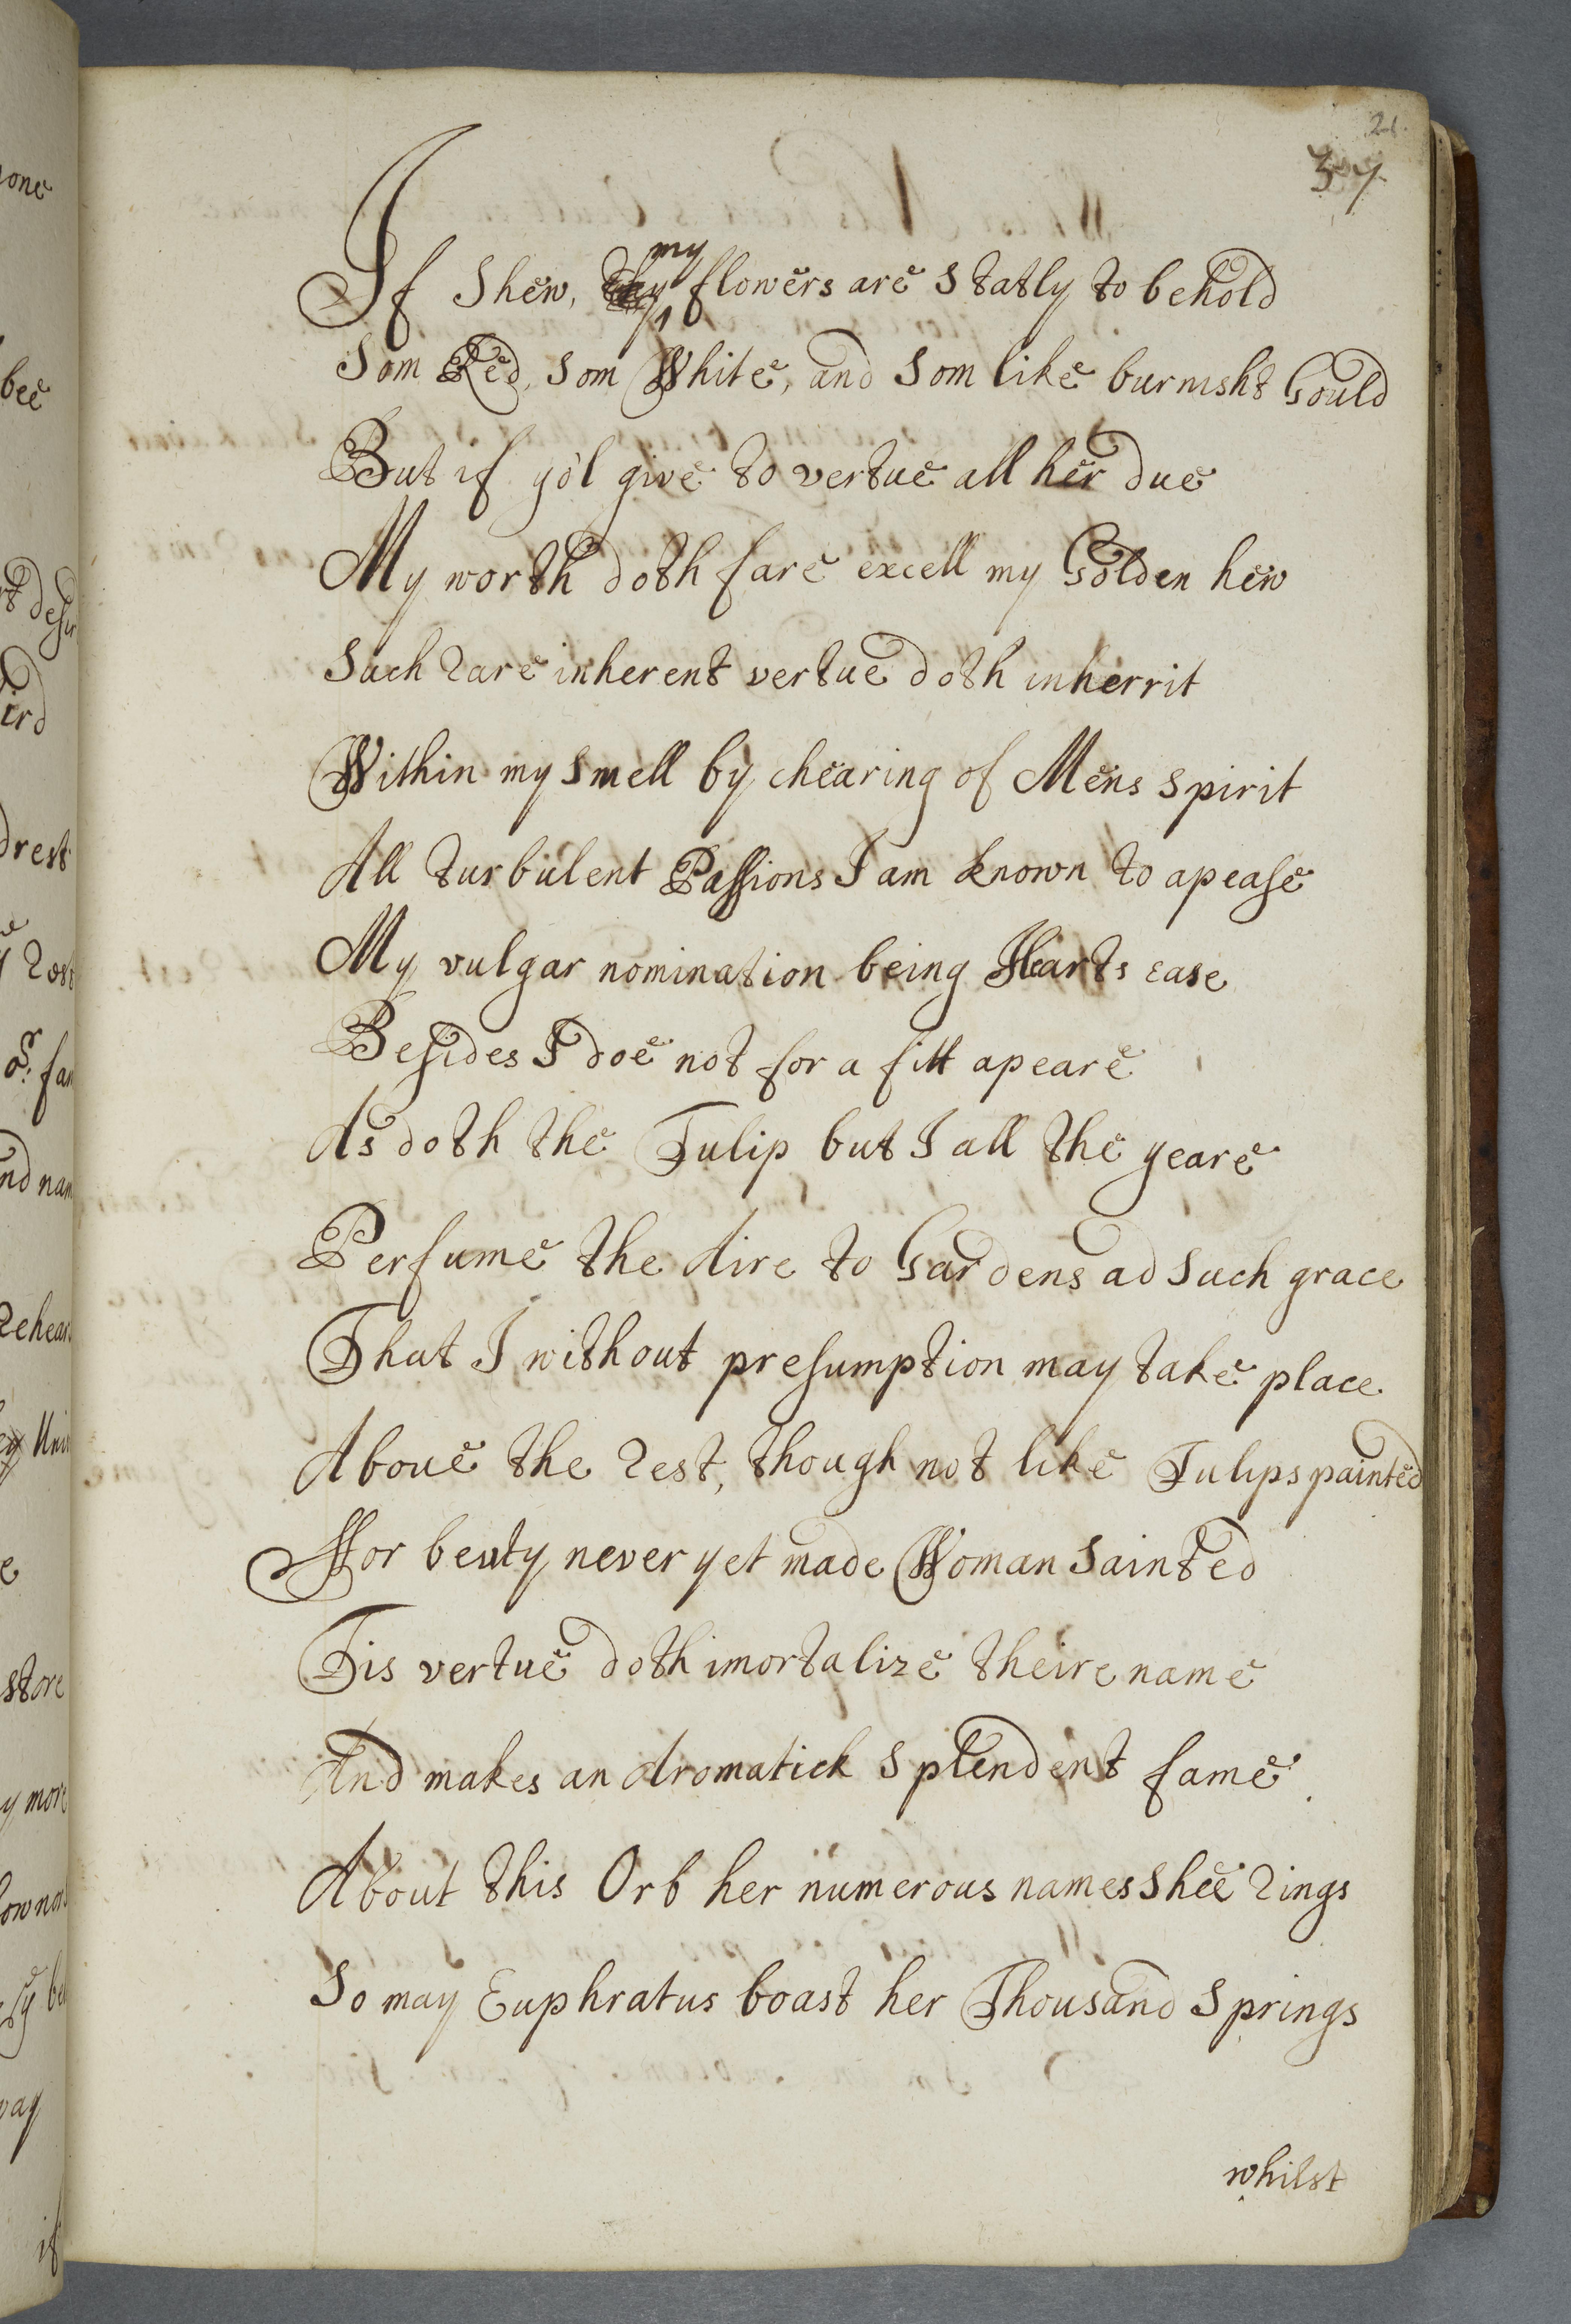 21.
37
If Shew, my flowers are Statly to behold
Som Red, Som White, and Som like burnisht Gould
But if yo'l give to vertue all her due
My worth doth fare excell my Golden hew
Such Rare inherent vertue doth inherrit
Within my Smell by chearing of Mens Spirit
All turbulent Passions I am known to apease
My vulgar nomination being Harts ease
Besides I doe not for a fitt apeare
As doth the Tulip but I all the yeare
Perfume the Aire to Gardens ad Such grace
That I without presumption may take place
Aboue the Rest, though not like Tulips painted
ffor beuty never yet made Woman Sainted
Tis vertue doth imortalize theire name
And makes an Aromatick Splendent fame
About this Orb her numerous names Shee Rings
So may Euphratus boast her Thousand Springs
whilst